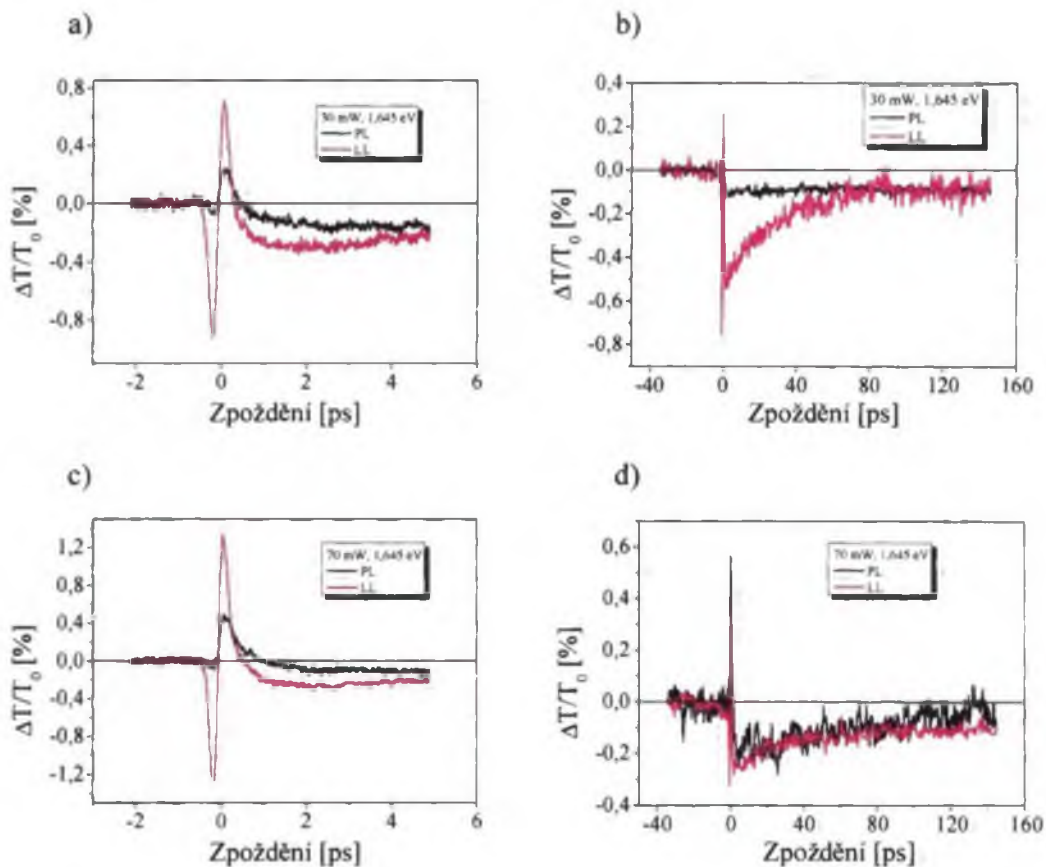 a)
0,8
0,4
0,0
-0,4
-0,8
ΔT/T₀ [%]
30 mW, 1,645 eV
PL
LL
-2 0 2 4 6
Zpoždění [ps]
b)
0,4
0,2
0,0
-0,2
-0,4
-0,6
-0,8
ΔT/T₀ [%]
30 mW, 1,645 eV
PL
LL
-40 0 40 80 120 160
Zpoždění [ps]
c)
1,2
0,8
0,4
0,0
-0,4
-0,8
-1,2
ΔT/T₀ [%]
70 mW, 1,645 eV
PL
LL
-2 0 2 4 6
Zpoždění [ps]
d)
0,6
0,4
0,2
0,0
-0,2
-0,4
ΔT/T₀ [%]
70 mW, 1,645 eV
PL
LL
-40 0 40 80 120 160
Zpoždění [ps]